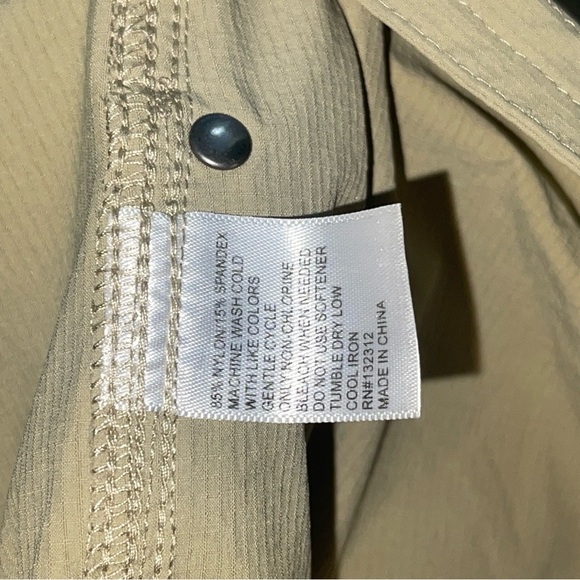 85% NYLON/15% SPANDEX
MACHINE WASH COLD
WITH LIKE COLORS
GENTLE CYCLE
ONLY NON-CHLORINE
BLEACH WHEN NEEDED
DO NOT USE SOFTENER
TUMBLE DRY LOW
COOL IRON
RN#132312
MADE IN CHINA